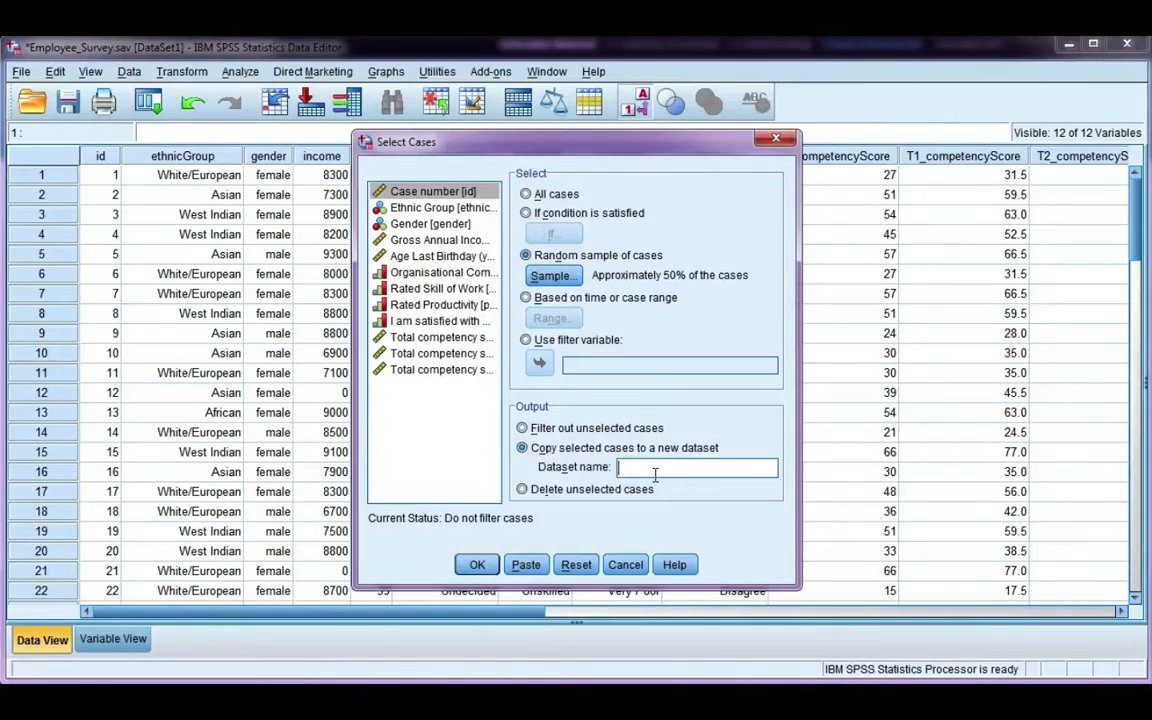 *Employee_Survey.sav [DataSet1] - IBM SPSS Statistics Data Editor
File Edit View Data Transform Analyze Direct Marketing Graphs Utilities Add-ons Window Help
1 :
Visible: 12 of 12 Variables
id ethnicGroup gender income ompetencyScore T1_competencyScore T2_competencyS
1 1 White/European female 8300 27 31.5
2 2 Asian female 7300 51 59.5
3 3 West Indian female 8900 54 63.0
4 4 White/European female 8200 45 52.5
5 5 Asian male 9300 57 66.5
6 6 White/European female 8000 27 31.5
7 7 White/European female 7300 57 66.5
8 8 West Indian female 8800 51 59.5
9 9 Asian male 8800 24 28.0
10 10 Asian male 6900 30 35.0
11 11 White/European female 7100 30 35.0
12 12 Asian female 0 39 45.5
13 13 African female 9000 54 63.0
14 14 White/European male 8500 21 24.5
15 15 West Indian female 9100 66 77.0
16 16 Asian male 7900 30 35.0
17 17 White/European female 8300 48 56.0
18 18 White/European male 6700 36 42.0
19 19 West Indian male 7500 51 59.5
20 20 West Indian male 8800 33 38.5
21 21 White/European female 0 66 77.0
22 22 White/European female 8700 Undecided Unskilled Very Poor Disagree 15 17.5
Select Cases
Case number [id]
Ethnic Group [ethnic...
Gender [gender]
Gross Annual Inco...
Age Last Birthday (y...
Organisational Com...
Rated Skill of Work [...
Rated Productivity [p...
I am satisfied with ...
Total competency s...
Total competency s...
Total competency s...
Select
All cases
If condition is satisfied
If...
Random sample of cases
Sample... Approximately 50% of the cases
Based on time or case range
Range...
Use filter variable:
Output
Filter out unselected cases
Copy selected cases to a new dataset
Dataset name:
Delete unselected cases
Current Status: Do not filter cases
OK Paste Reset Cancel Help
Data View Variable View
IBM SPSS Statistics Processor is ready